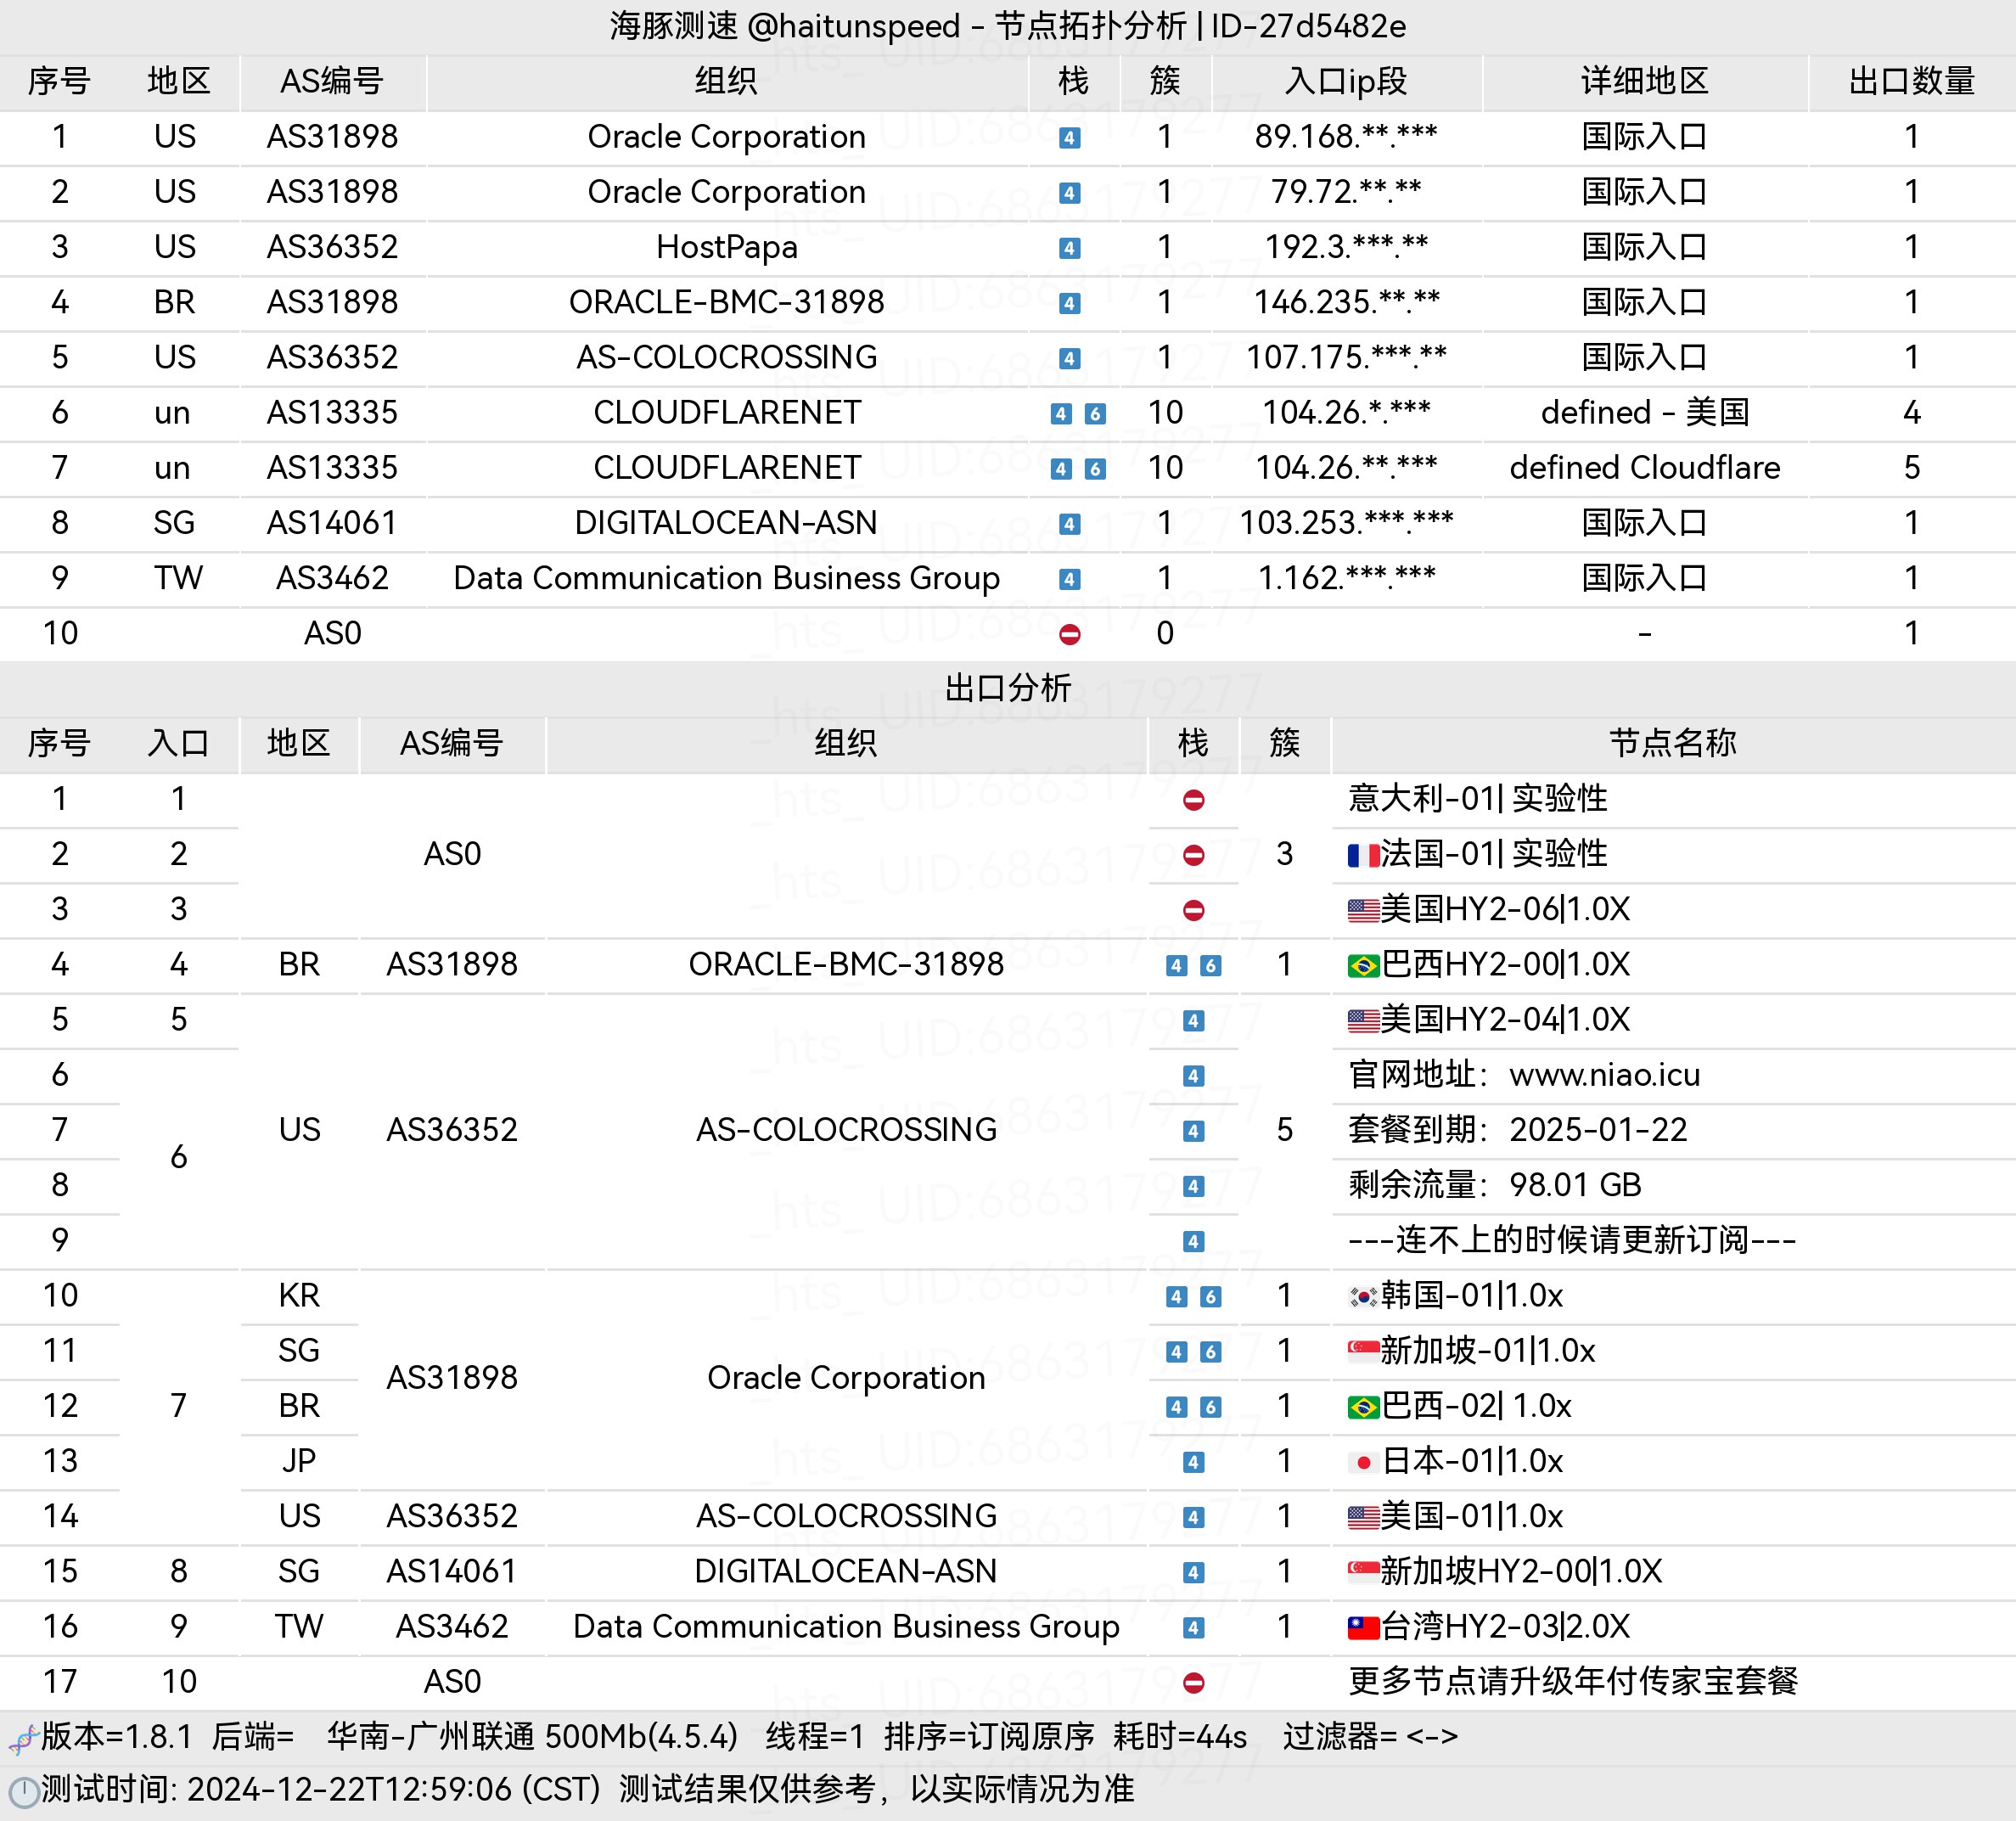 海豚测速 @haitunspeed - 节点拓扑分析 | ID-27d5482e
序号 地区 AS编号 组织 栈 簇 入口ip段 详细地区 出口数量
1 US AS31898 Oracle Corporation 4 1 89.168.**.*** 国际入口 1
2 US AS31898 Oracle Corporation 4 1 79.72.**.** 国际入口 1
3 US AS36352 HostPapa 4 1 192.3.***.** 国际入口 1
4 BR AS31898 ORACLE-BMC-31898 4 1 146.235.**.** 国际入口 1
5 US AS36352 AS-COLOCROSSING 4 1 107.175.***.** 国际入口 1
6 un AS13335 CLOUDFLARENET 4 6 10 104.26.*.*** defined - 美国 4
7 un AS13335 CLOUDFLARENET 4 6 10 104.26.**.*** defined Cloudflare 5
8 SG AS14061 DIGITALOCEAN-ASN 4 1 103.253.***.*** 国际入口 1
9 TW AS3462 Data Communication Business Group 4 1 1.162.***.*** 国际入口 1
10 AS0 0 - 1
出口分析
序号 入口 地区 AS编号 组织 栈 簇 节点名称
1 1 意大利-01| 实验性
2 2 AS0 3 法国-01| 实验性
3 3 美国HY2-06|1.0X
4 4 BR AS31898 ORACLE-BMC-31898 4 6 1 巴西HY2-00|1.0X
5 5 4 美国HY2-04|1.0X
6 4 官网地址：www.niao.icu
7 6 US AS36352 AS-COLOCROSSING 4 5 套餐到期：2025-01-22
8 4 剩余流量：98.01 GB
9 4 ---连不上的时候请更新订阅---
10 KR 4 6 1 韩国-01|1.0x
11 SG AS31898 Oracle Corporation 4 6 1 新加坡-01|1.0x
12 7 BR 4 6 1 巴西-02| 1.0x
13 JP 4 1 日本-01|1.0x
14 US AS36352 AS-COLOCROSSING 4 1 美国-01|1.0x
15 8 SG AS14061 DIGITALOCEAN-ASN 4 1 新加坡HY2-00|1.0X
16 9 TW AS3462 Data Communication Business Group 4 1 台湾HY2-03|2.0X
17 10 AS0 更多节点请升级年付传家宝套餐
版本=1.8.1 后端= 华南-广州联通 500Mb(4.5.4) 线程=1 排序=订阅原序 耗时=44s 过滤器= <->
测试时间: 2024-12-22T12:59:06 (CST) 测试结果仅供参考，以实际情况为准
_hts_ UID:6863179277